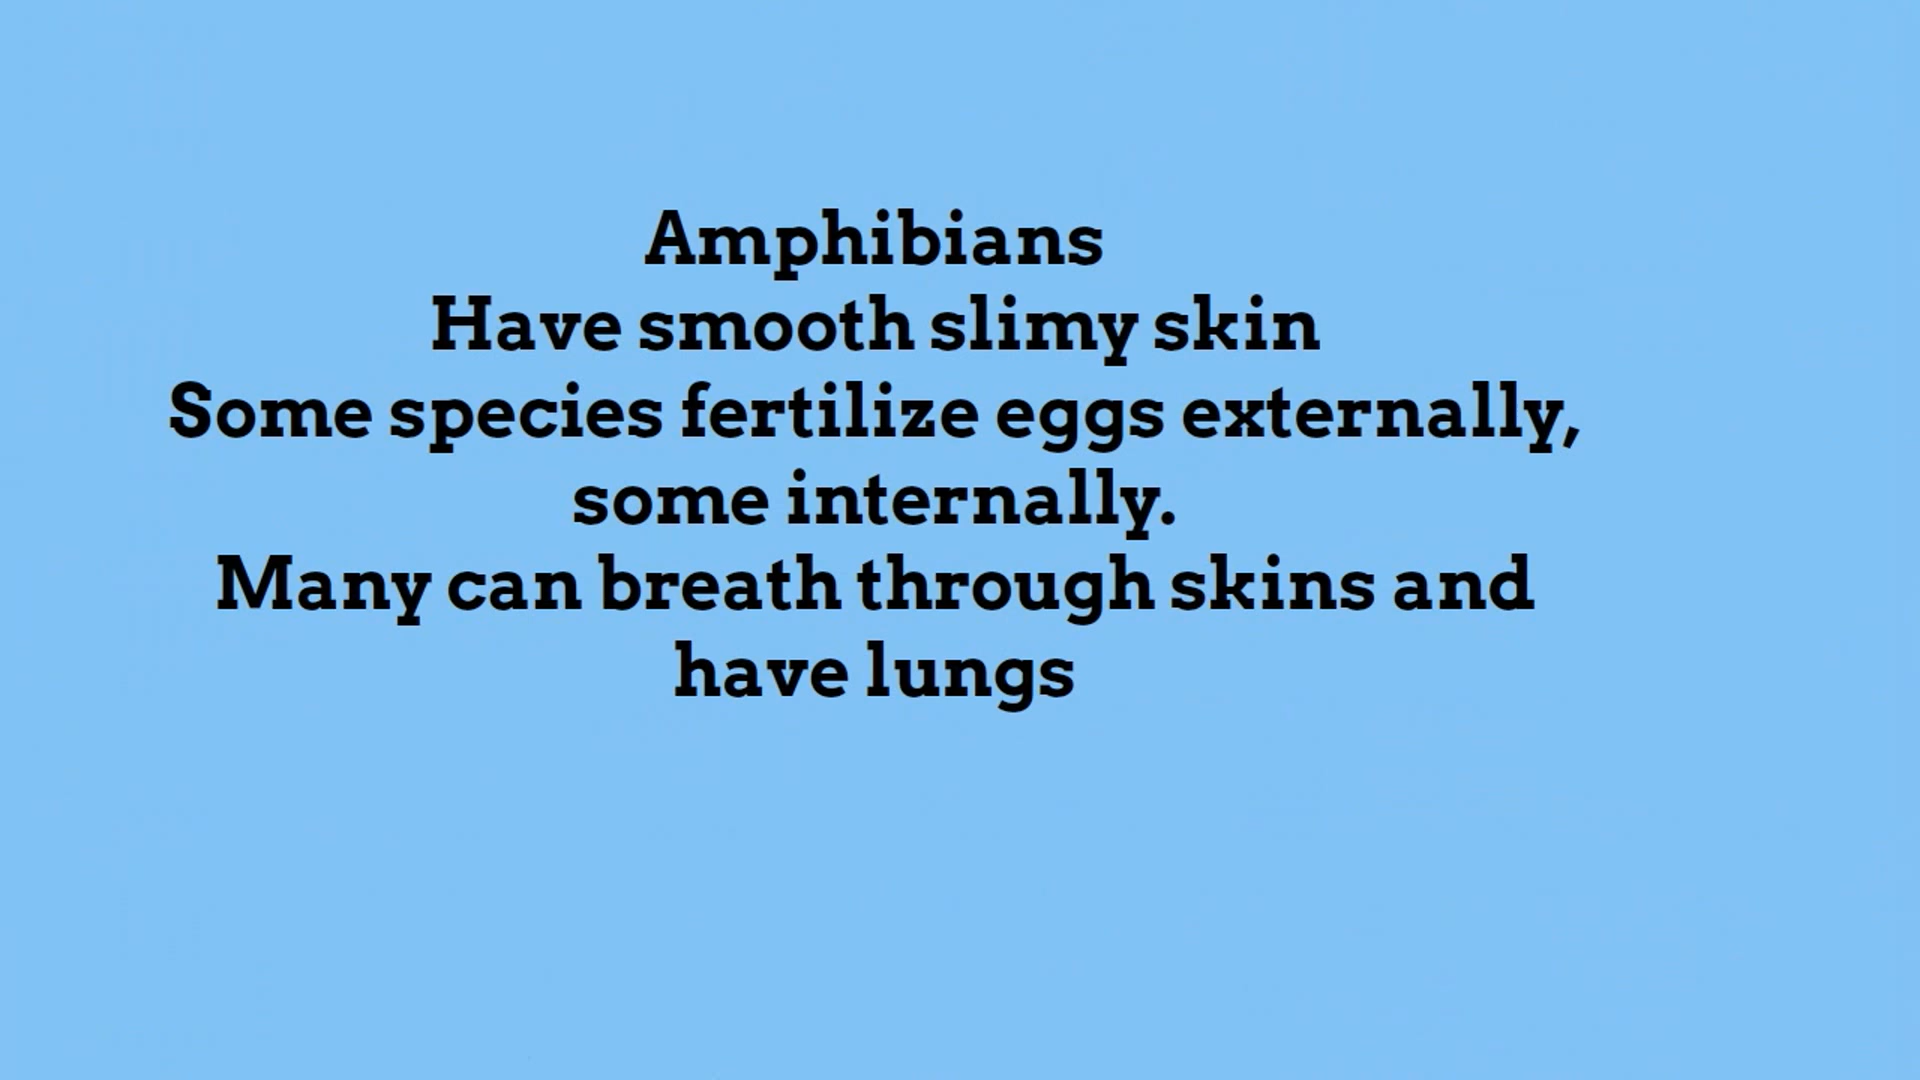 Amphibians
Have smooth slimy skin
Some species fertilize eggs externally,
some internally.
Many can breath through skins and
have lungs